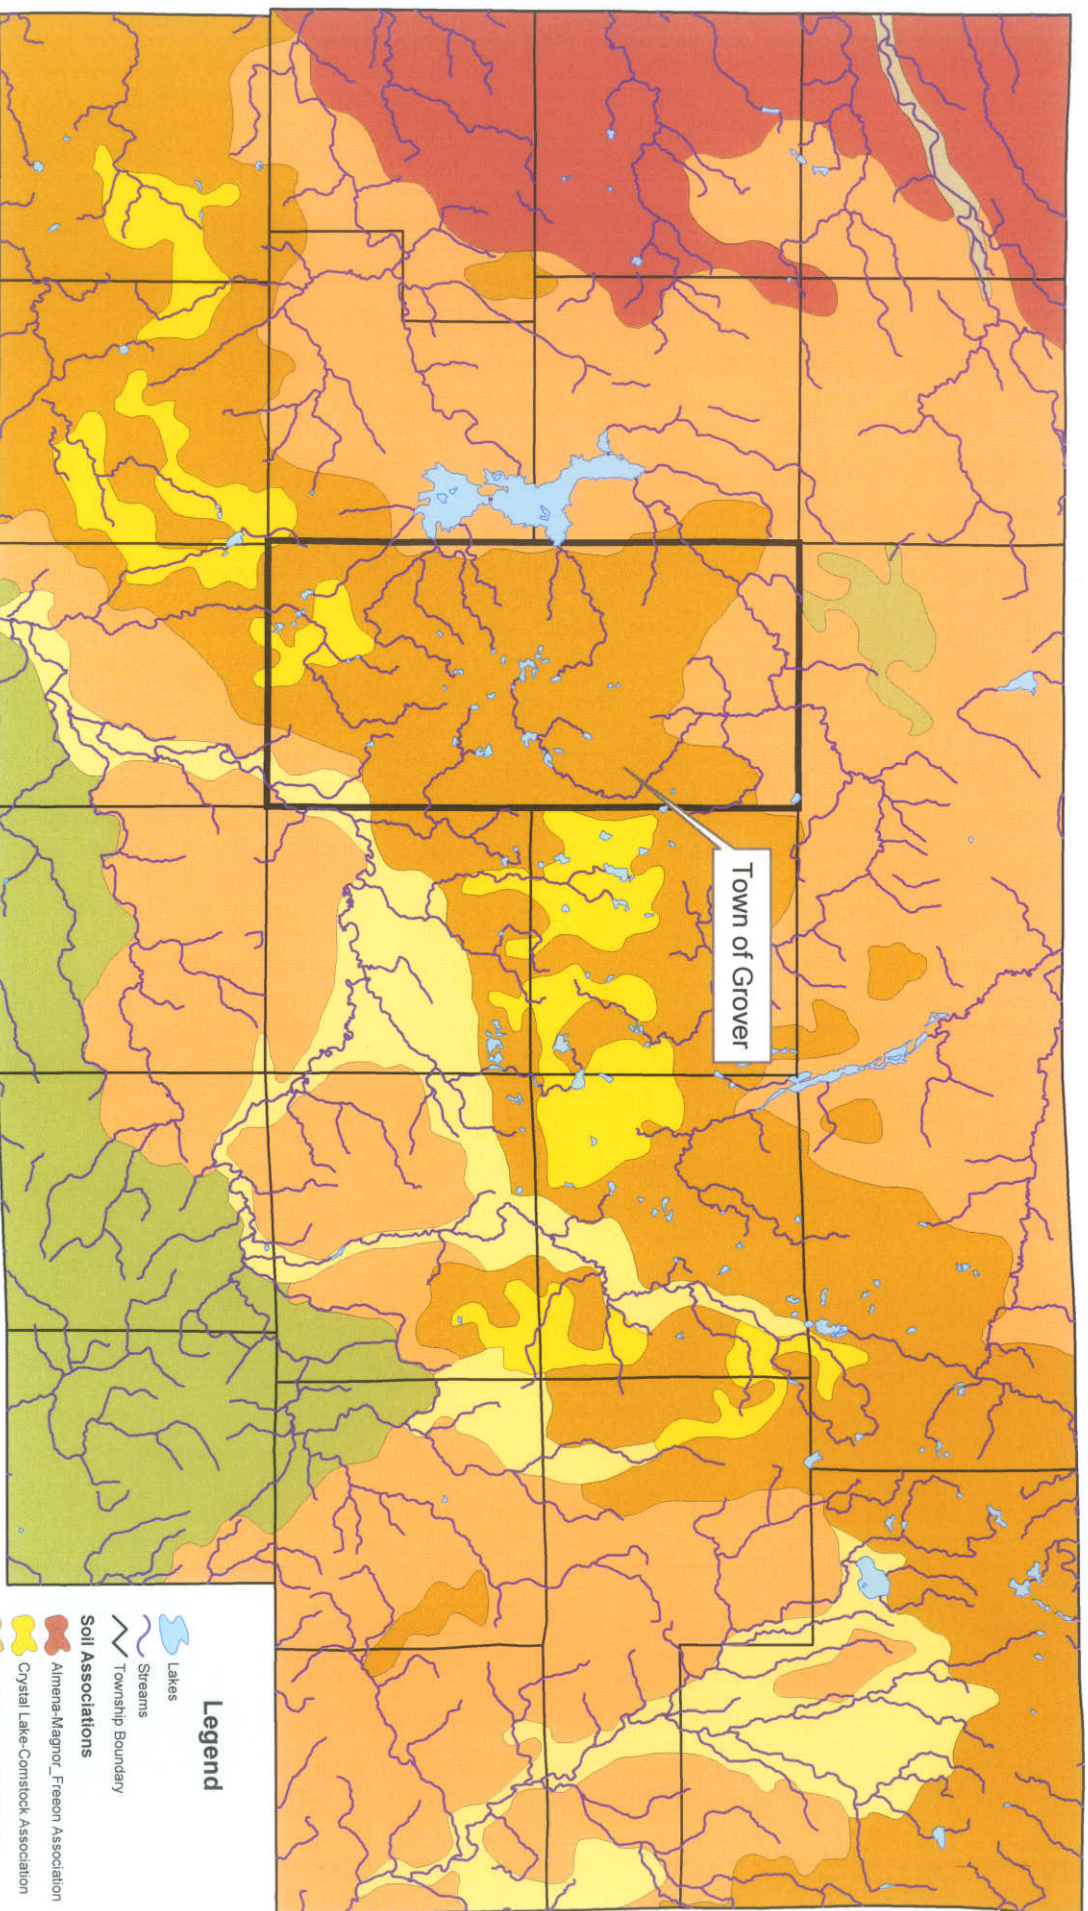 Town of Grover
Legend
Lakes
Streams
Township Boundary
Soil Associations
Almena-Magnor_Freeon Association
Crystal Lake-Comstock Association